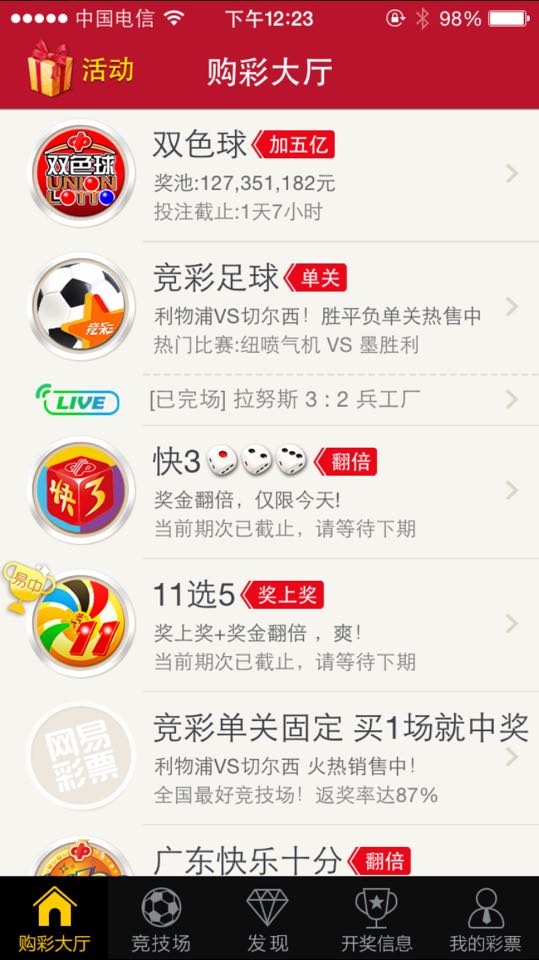 中国电信 下午12:23 98%
活动 购彩大厅
双色球 加五亿
双色球
UNION
LOTTO
奖池:127,351,182元
投注截止:1天7小时
竞彩足球 单关
竞彩
利物浦VS切尔西！胜平负单关热售中
热门比赛:纽喷气机 VS 墨胜利
LIVE [已完场] 拉努斯 3 : 2 兵工厂
快3 翻倍
快3
奖金翻倍，仅限今天!
当前期次已截止，请等待下期
易中
11选5 奖上奖
11
奖上奖+奖金翻倍 ，爽！
当前期次已截止，请等待下期
竞彩单关固定 买1场就中奖
网易
彩票
利物浦VS切尔西 火热销售中！
全国最好竞技场！返奖率达87%
广东快乐十分 翻倍
购彩大厅 竞技场 发现 开奖信息 我的彩票